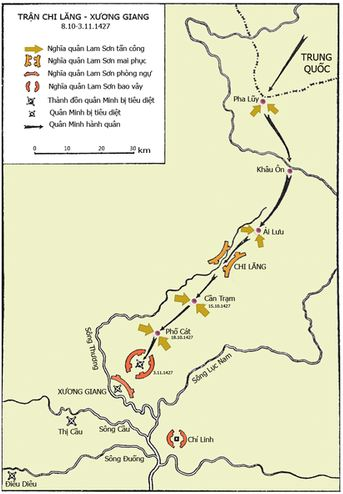 TRẬN CHI LĂNG - XƯƠNG GIANG
8.10-3.11.1427
Nghĩa quân Lam Sơn tấn công
Nghĩa quân Lam Sơn mai phục
Nghĩa quân Lam Sơn phòng ngự
Nghĩa quân Lam Sơn bao vây
Thành đồn quân Minh bị tiêu diệt
Quân Minh bị tiêu diệt
Quân Minh hành quân
0 10 20 30 km
TRUNG
QUỐC
Pha Lũy
Khâu Ôn
Ải Lưu
CHI LĂNG
Cần Trạm
15.10.1427
Phố Cát
18.10.1427
Sông Thương
3.11.1427
XƯƠNG GIANG
Sông Lục Nam
Thị Cầu
Sông Cầu
Chí Linh
Sông Đuống
Điêu Diêu